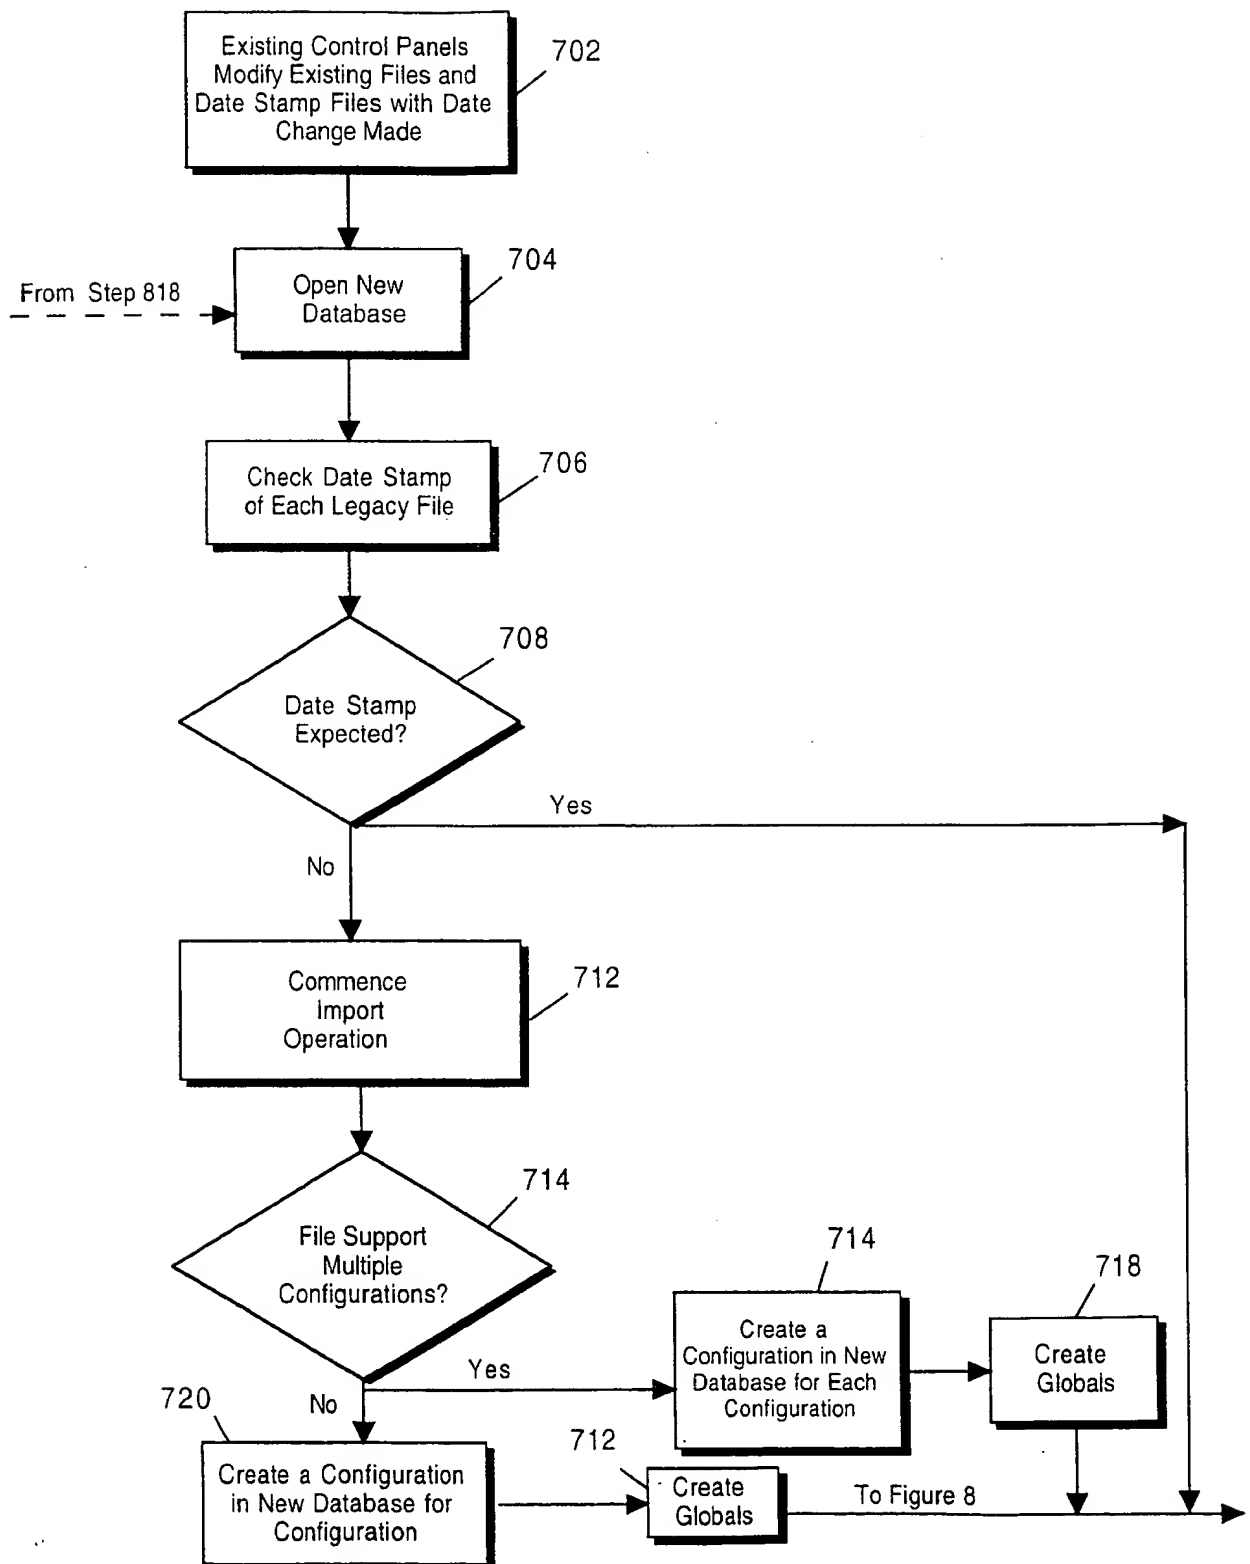 Existing Control Panels
Modify Existing Files and
Date Stamp Files with Date
Change Made
702
From Step 818
Open New
Database
704
Check Date Stamp
of Each Legacy File
706
Date Stamp
Expected?
708
Yes
No
Commence
Import
Operation
712
File Support
Multiple
Configurations?
714
Yes
No
Create a
Configuration in New
Database for Each
Configuration
714
Create
Globals
718
720
Create a Configuration
in New Database for
Configuration
712
Create
Globals
To Figure 8